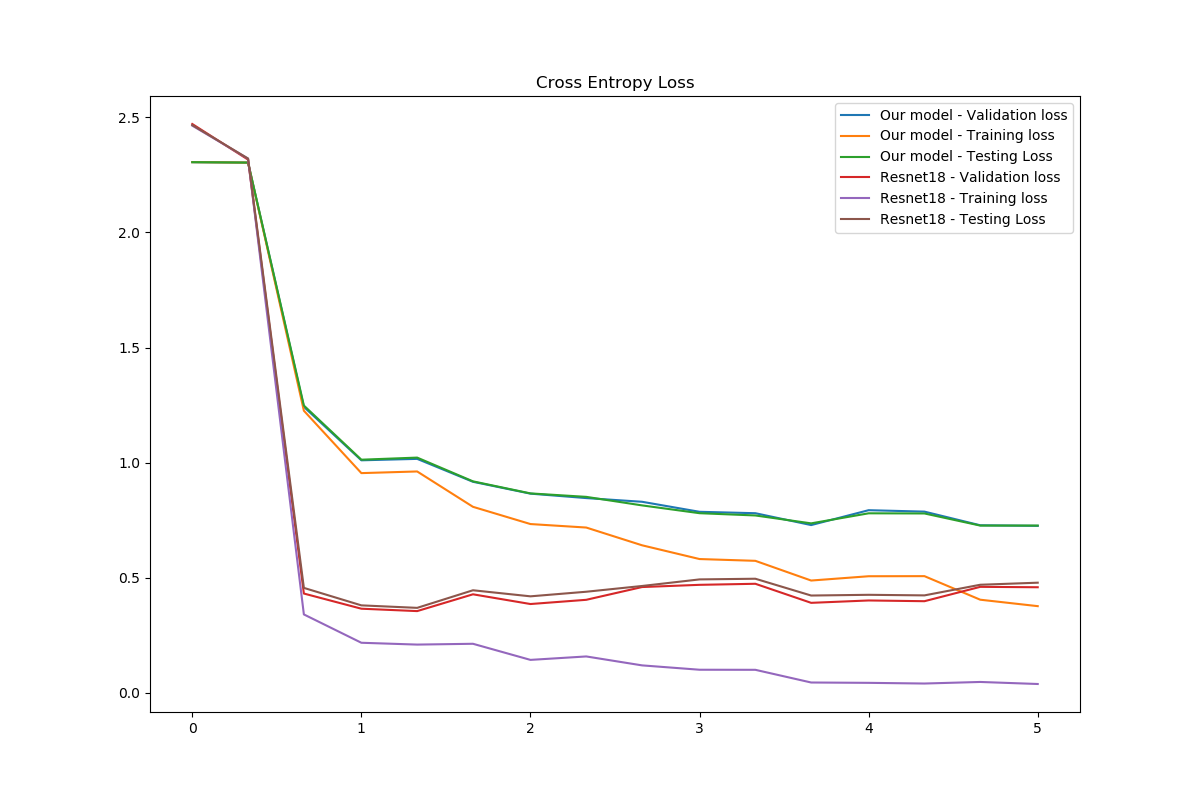 Cross Entropy Loss
2.5
2.0
1.5
1.0
0.5
0.0
Our model - Validation loss
Our model - Training loss
Our model - Testing Loss
Resnet18 - Validation loss
Resnet18 - Training loss
Resnet18 - Testing Loss
0 1 2 3 4 5